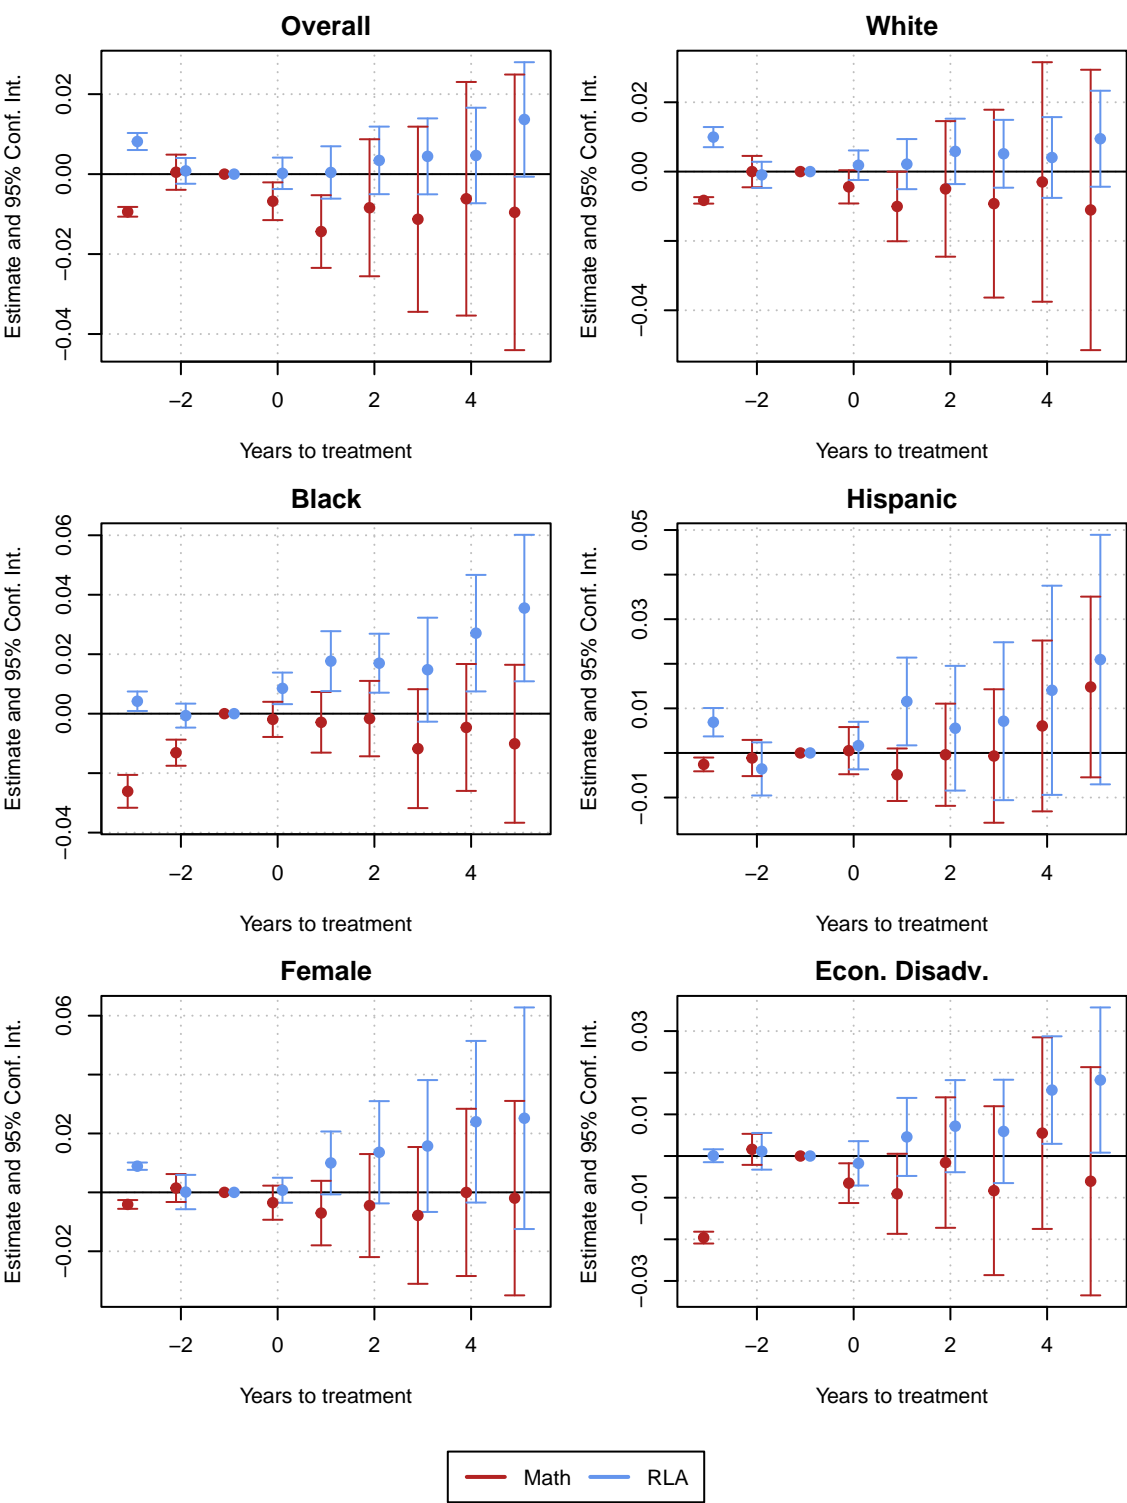 Overall
Estimate and 95% Conf. Int.
0.02
0.00
−0.02
−0.04
−2 0 2 4
Years to treatment
White
Estimate and 95% Conf. Int.
0.02
0.00
−0.04
−2 0 2 4
Years to treatment
Black
Estimate and 95% Conf. Int.
0.06
0.04
0.02
0.00
−0.04
−2 0 2 4
Years to treatment
Hispanic
Estimate and 95% Conf. Int.
0.05
0.03
0.01
−0.01
−2 0 2 4
Years to treatment
Female
Estimate and 95% Conf. Int.
0.06
0.02
−0.02
−2 0 2 4
Years to treatment
Econ. Disadv.
Estimate and 95% Conf. Int.
0.03
0.01
−0.01
−0.03
−2 0 2 4
Years to treatment
Math RLA